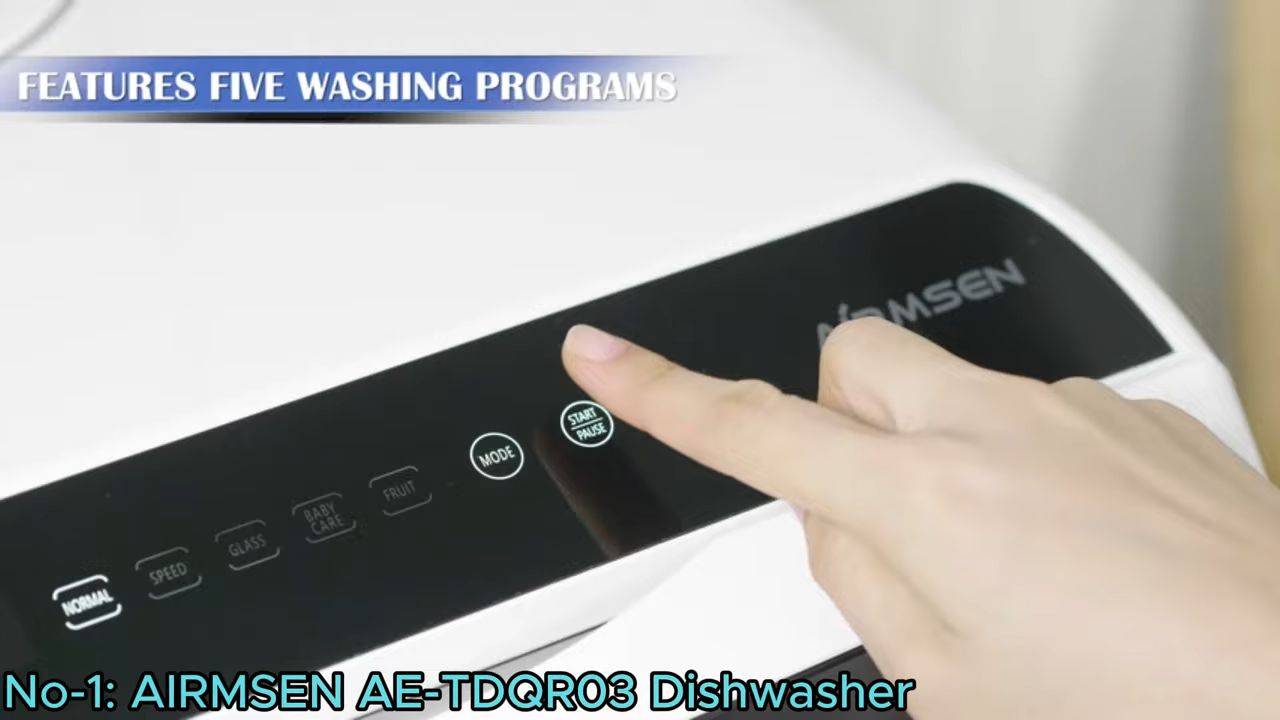 FEATURES FIVE WASHING PROGRAMS
AIRMSEN
START
PAUSE
MODE
FRUIT
BABY
CARE
GLASS
SPEED
NORMAL
No-1: AIRMSEN AE-TDQR03 Dishwasher